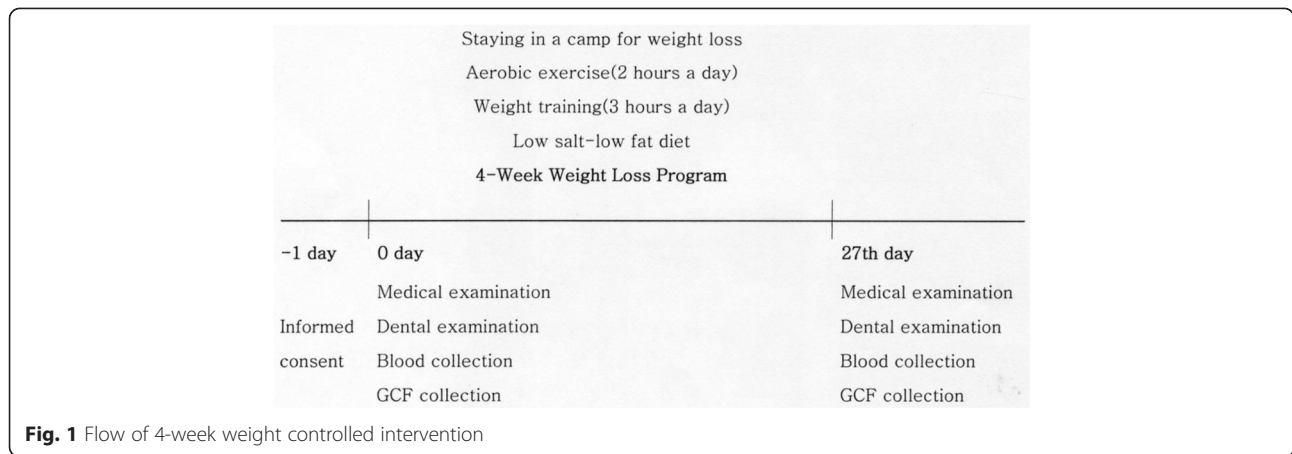 Staying in a camp for weight loss
Aerobic exercise(2 hours a day)
Weight training(3 hours a day)
Low salt-low fat diet
4-Week Weight Loss Program
-1 day 0 day 27th day
Medical examination Medical examination
Informed Dental examination Dental examination
consent Blood collection Blood collection
GCF collection GCF collection
Fig. 1 Flow of 4-week weight controlled intervention